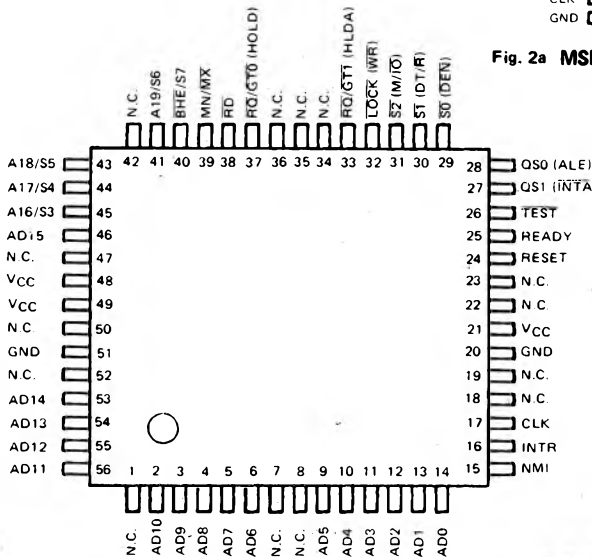 CLK
GND
Fig. 2a MSI
N.C.
A19/S6
BHE/S7
MN/MX
RD
RQ/GT0 (HOLD)
N.C.
N.C.
N.C.
RQ/GT1 (HLDA)
LOCK (WR)
S2 (M/IO)
S1 (DT/R)
S0 (DEN)
42 41 40 39 38 37 36 35 34 33 32 31 30 29
A18/S5 43
A17/S4 44
A16/S3 45
AD15 46
N.C. 47
VCC 48
VCC 49
N.C. 50
GND 51
N.C. 52
AD14 53
AD13 54
AD12 55
AD11 56
28 QS0 (ALE)
27 QS1 (INTA
26 TEST
25 READY
24 RESET
23 N.C.
22 N.C.
21 VCC
20 GND
19 N.C.
18 N.C.
17 CLK
16 INTR
15 NMI
1 2 3 4 5 6 7 8 9 10 11 12 13 14
N.C.
AD10
AD9
AD8
AD7
AD6
N.C.
N.C.
AD5
AD4
AD3
AD2
AD1
AD0